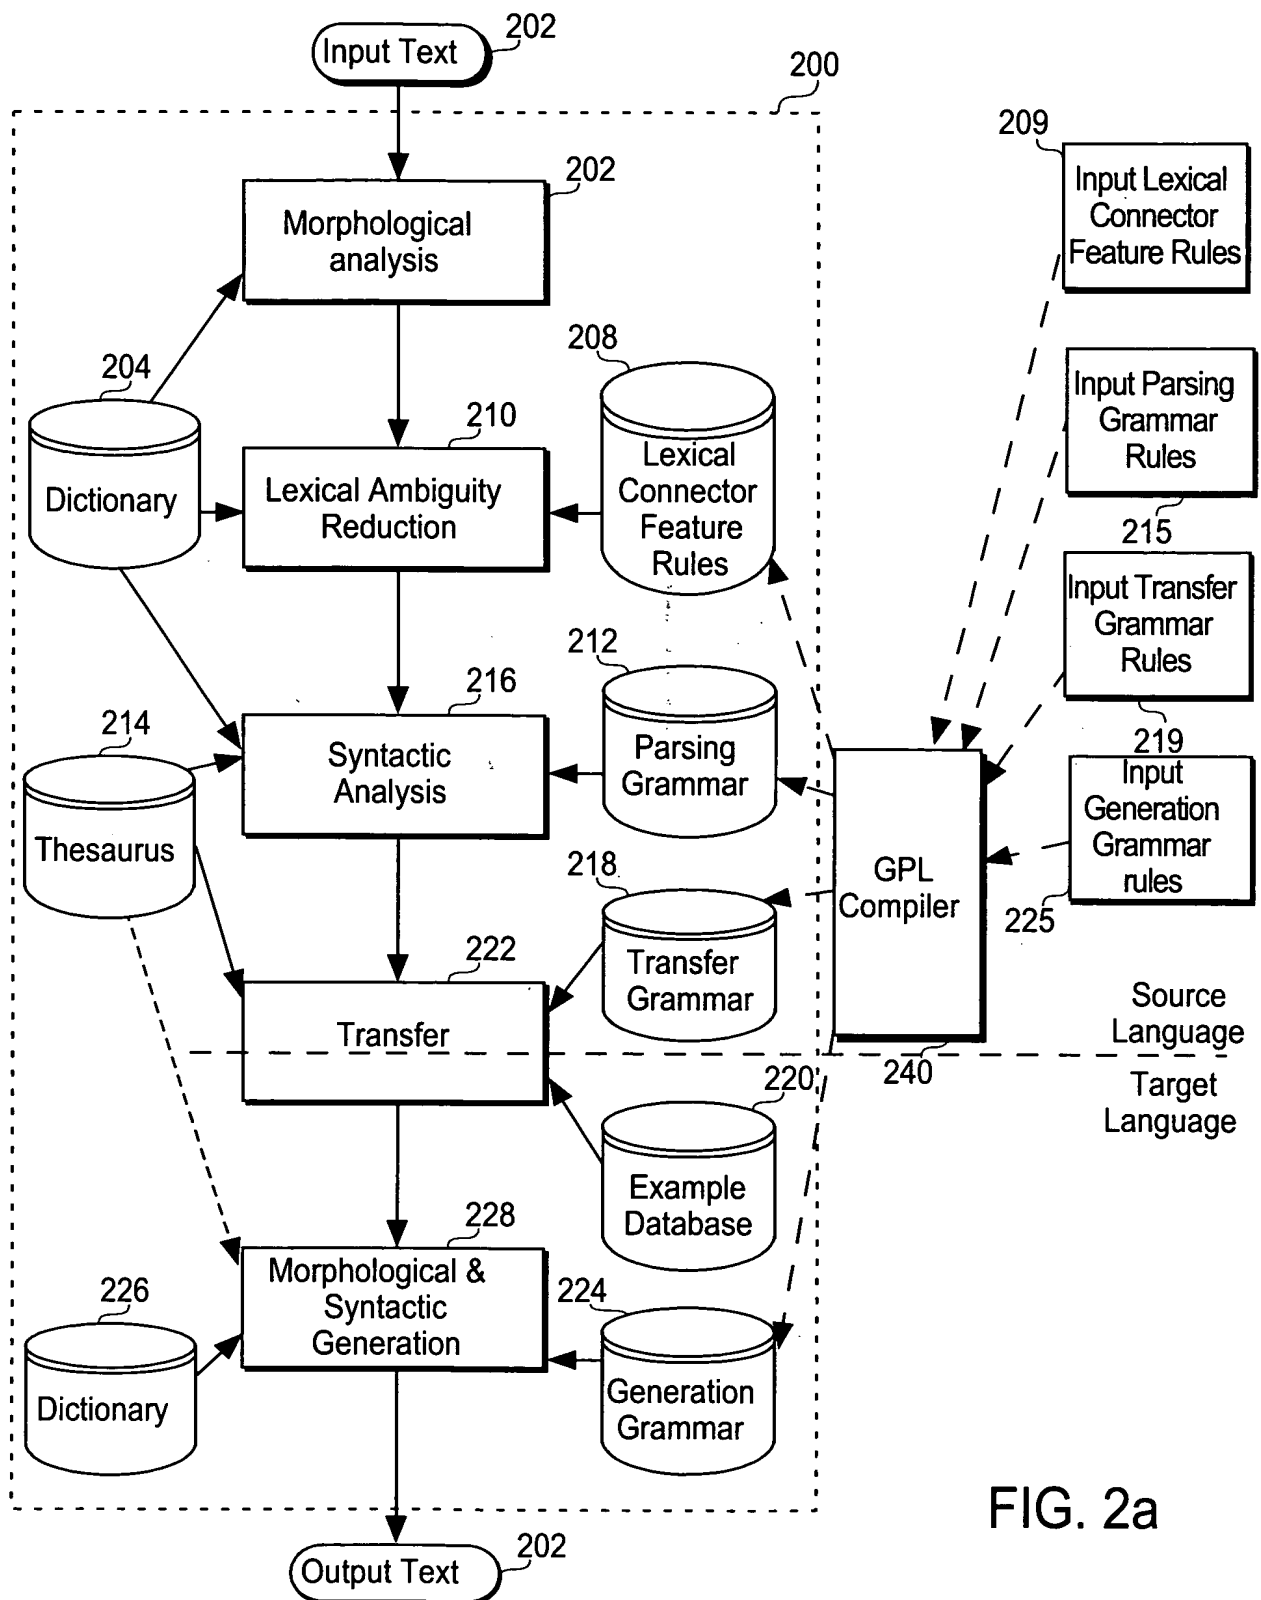 Input Text
202
200
209
Input Lexical
Connector
Feature Rules
202
Morphological
analysis
204
Dictionary
208
Lexical
Connector
Feature
Rules
210
Lexical Ambiguity
Reduction
Input Parsing
Grammar
Rules
215
Input Transfer
Grammar
Rules
219
212
Parsing
Grammar
216
Syntactic
Analysis
214
Thesaurus
Input
Generation
Grammar
rules
225
GPL
Compiler
240
218
Transfer
Grammar
222
Transfer
Source
Language
Target
Language
220
Example
Database
228
Morphological &
Syntactic
Generation
226
Dictionary
224
Generation
Grammar
Output Text
202
FIG. 2a